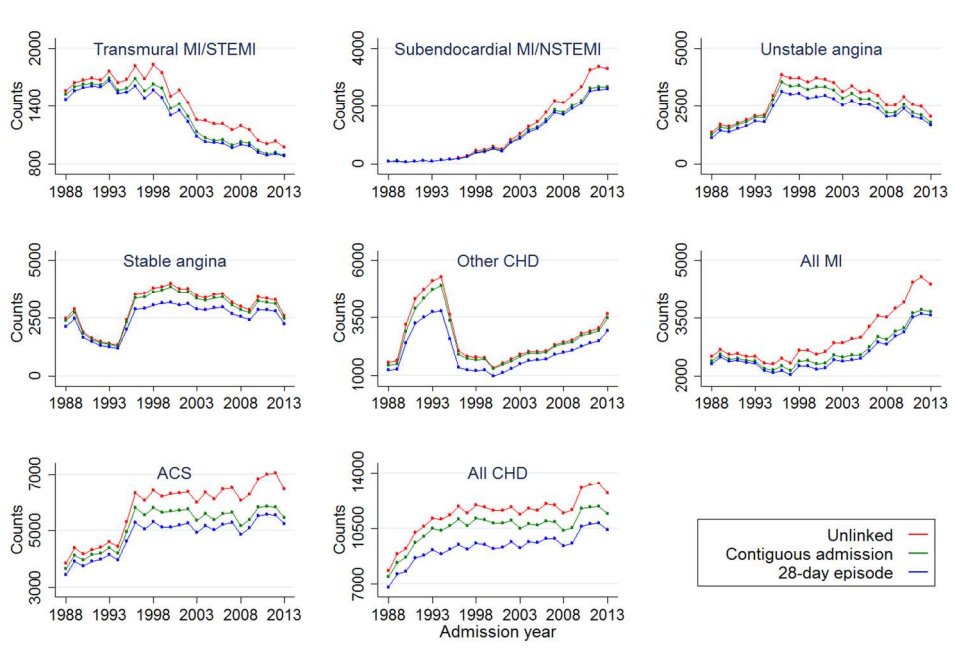 Transmural MI/STEMI
Counts
800 1400 2000
1988 1993 1998 2003 2008 2013
Subendocardial MI/NSTEMI
Counts
0 2000 4000
1988 1993 1998 2003 2008 2013
Unstable angina
Counts
0 2500 5000
1988 1993 1998 2003 2008 2013
Stable angina
Counts
0 2500 5000
1988 1993 1998 2003 2008 2013
Other CHD
Counts
1000 3500 6000
1988 1993 1998 2003 2008 2013
All MI
Counts
2000 3500 5000
1988 1993 1998 2003 2008 2013
ACS
Counts
3000 5000 7000
1988 1993 1998 2003 2008 2013
All CHD
Counts
7000 10500 14000
1988 1993 1998 2003 2008 2013
Admission year
Unlinked
Contiguous admission
28-day episode